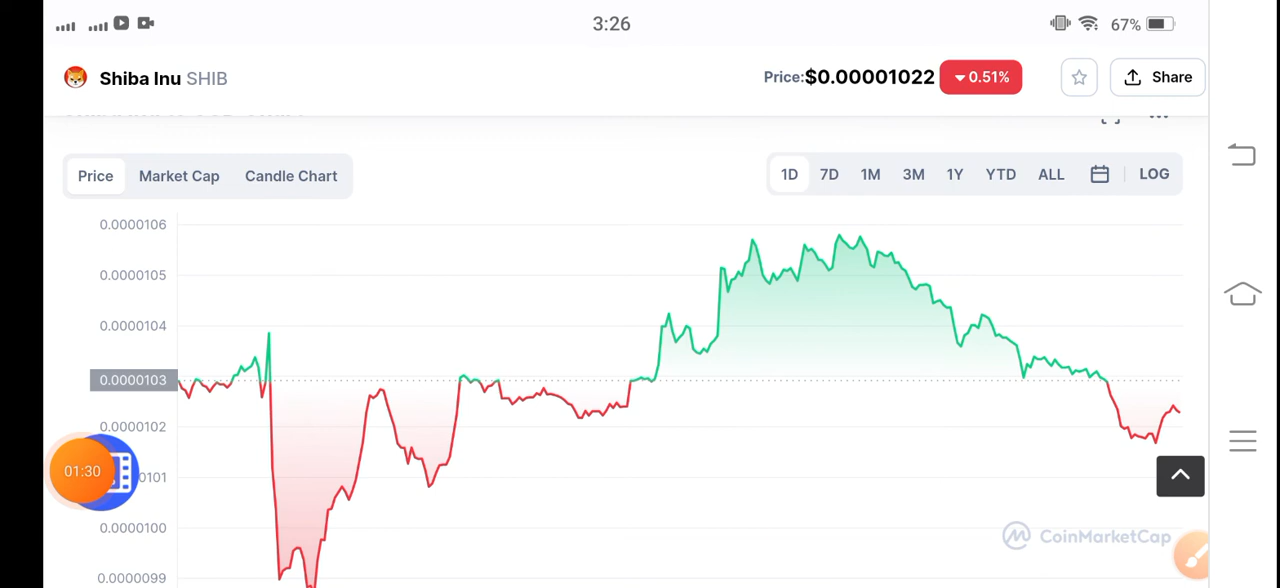 3:26
67%
Shiba Inu SHIB
Price:$0.00001022 0.51%
Share
Price Market Cap Candle Chart
1D 7D 1M 3M 1Y YTD ALL LOG
0.0000106
0.0000105
0.0000104
0.0000103
0.0000102
01:30
0101
0.0000100
CoinMarketCap
0.0000099